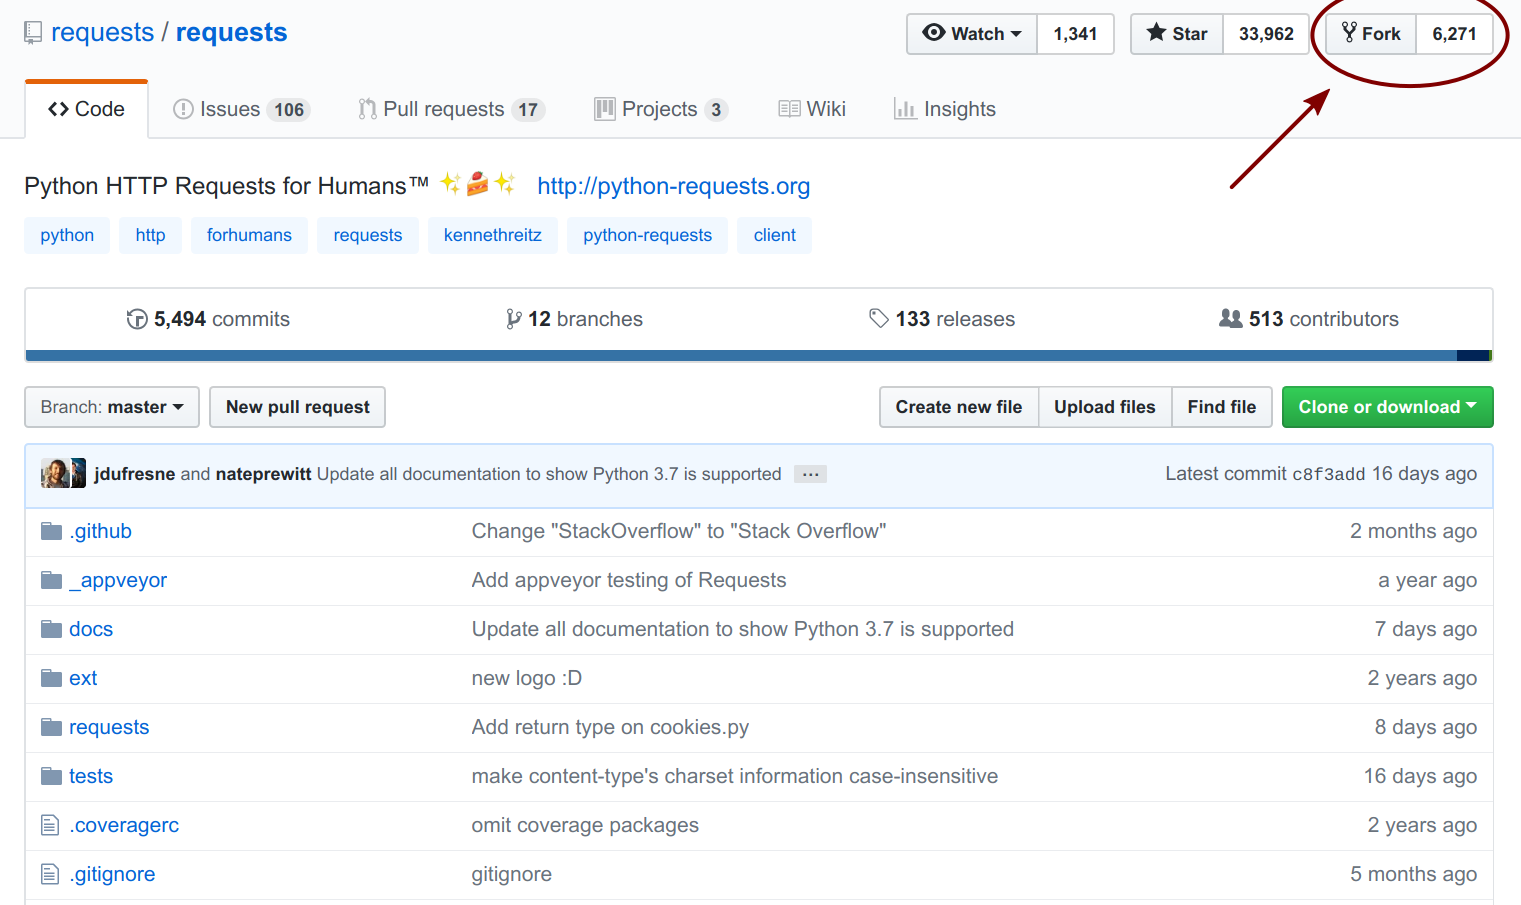 requests / requests Watch 1,341 Star 33,962 Fork 6,271
Code Issues 106 Pull requests 17 Projects 3 Wiki Insights
Python HTTP Requests for Humans™ ✨🍰✨ http://python-requests.org
python http forhumans requests kennethreitz python-requests client
5,494 commits 12 branches 133 releases 513 contributors
Branch: master New pull request Create new file Upload files Find file Clone or download
jdufresne and nateprewitt Update all documentation to show Python 3.7 is supported ... Latest commit c8f3add 16 days ago
.github Change "StackOverflow" to "Stack Overflow" 2 months ago
_appveyor Add appveyor testing of Requests a year ago
docs Update all documentation to show Python 3.7 is supported 7 days ago
ext new logo :D 2 years ago
requests Add return type on cookies.py 8 days ago
tests make content-type's charset information case-insensitive 16 days ago
.coveragerc omit coverage packages 2 years ago
.gitignore gitignore 5 months ago